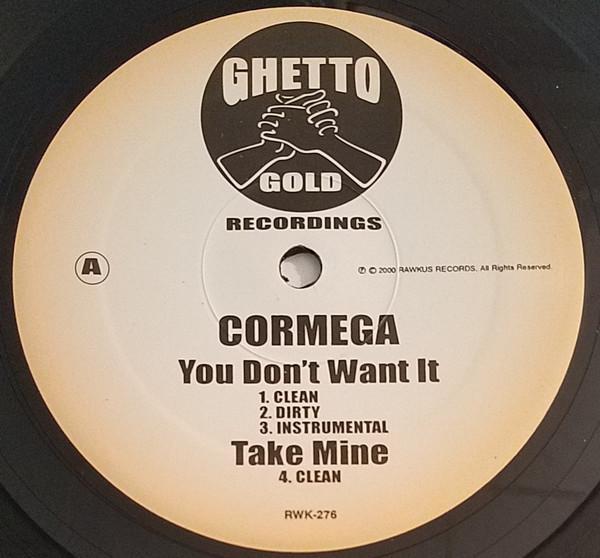 GHETTO
GOLD
RECORDINGS
A
℗ © 2000 RAWKUS RECORDS. All Rights Reserved.
CORMEGA
You Don't Want It
1. CLEAN
2. DIRTY
3. INSTRUMENTAL
Take Mine
4. CLEAN
RWK-276